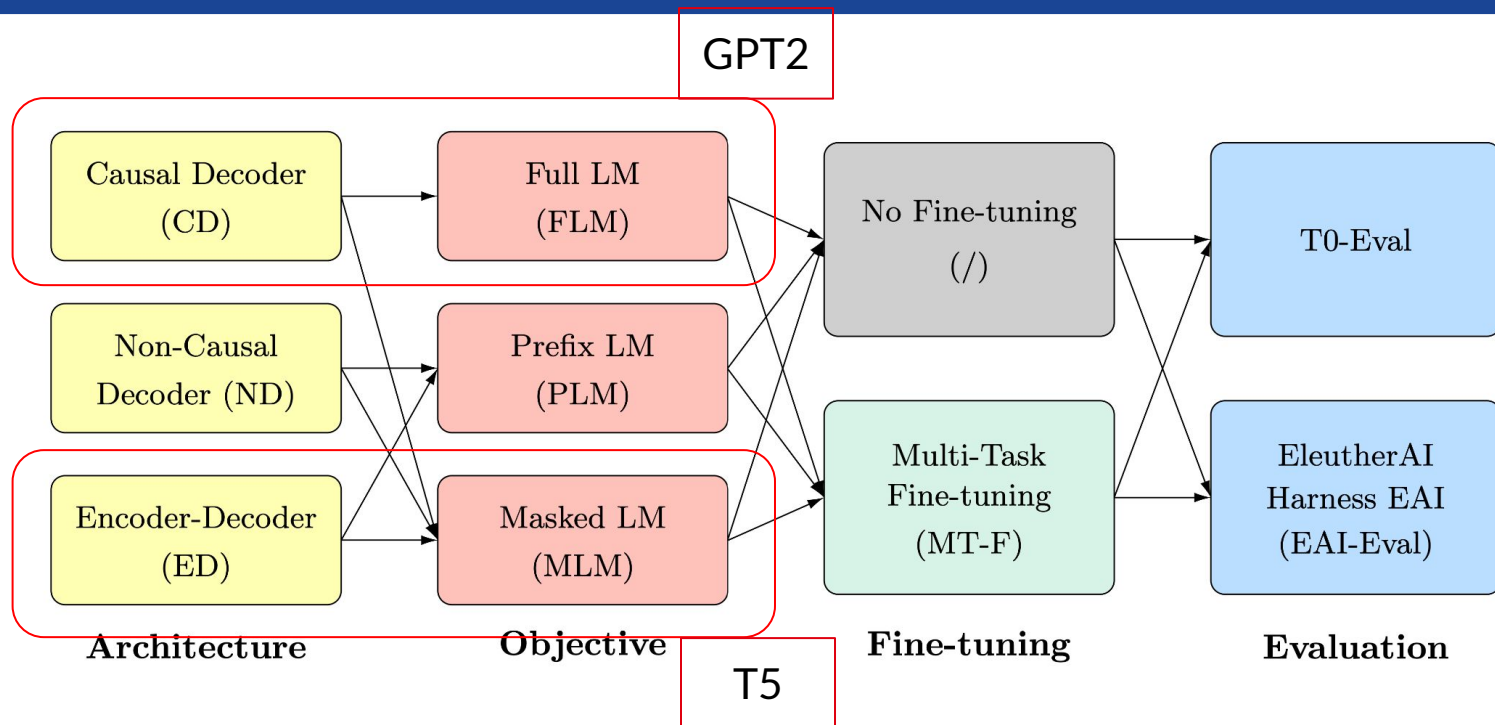 GPT2
Causal Decoder
(CD)
Full LM
(FLM)
No Fine-tuning
(/)
T0-Eval
Non-Causal
Decoder (ND)
Prefix LM
(PLM)
Encoder-Decoder
(ED)
Masked LM
(MLM)
Multi-Task
Fine-tuning
(MT-F)
EleutherAI
Harness EAI
(EAI-Eval)
Architecture
Objective
Fine-tuning
Evaluation
T5